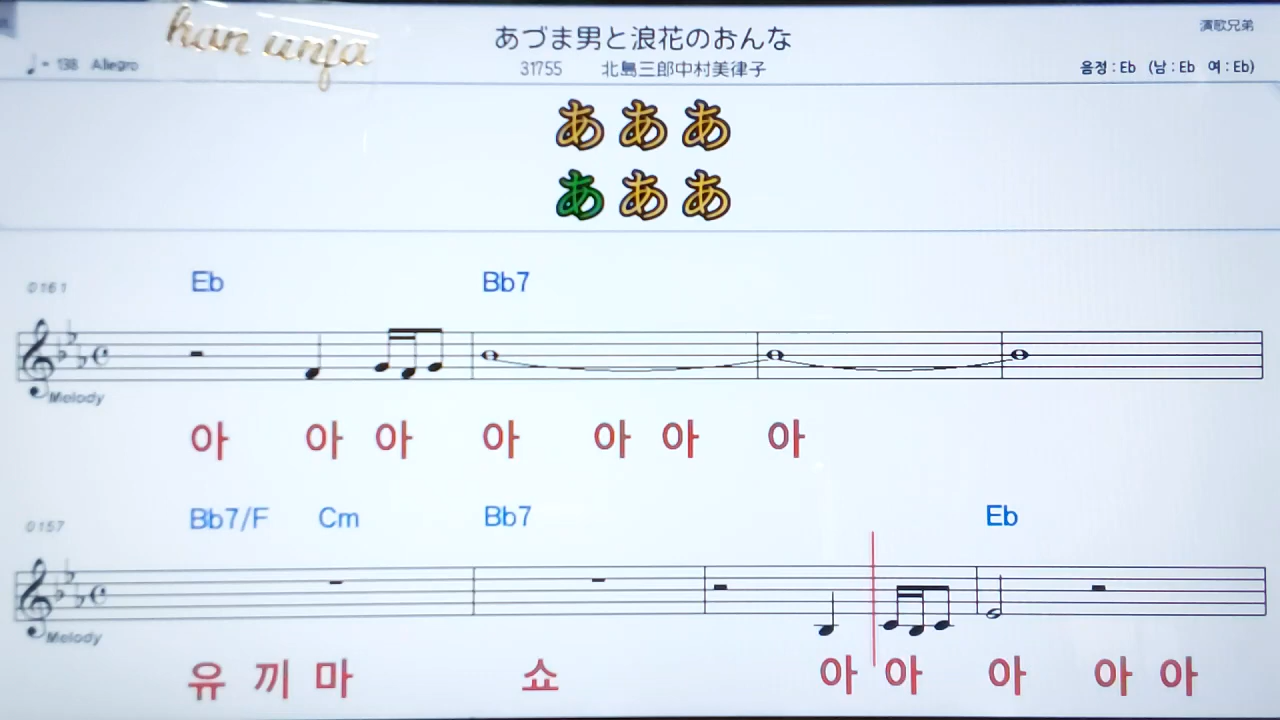 han unja
あづま男と浪花のおんな
演歌兄弟
♩= 138 Allegro
31755 北島三郎中村美律子
음정 : Eb (남 : Eb 여 : Eb)
あ あ あ
あ あ あ
0161 Eb Bb7
Melody
아 아 아 아 아 아 아
0157 Bb7/F Cm Bb7 Eb
Melody
유 끼 마 쇼 아 아 아 아 아